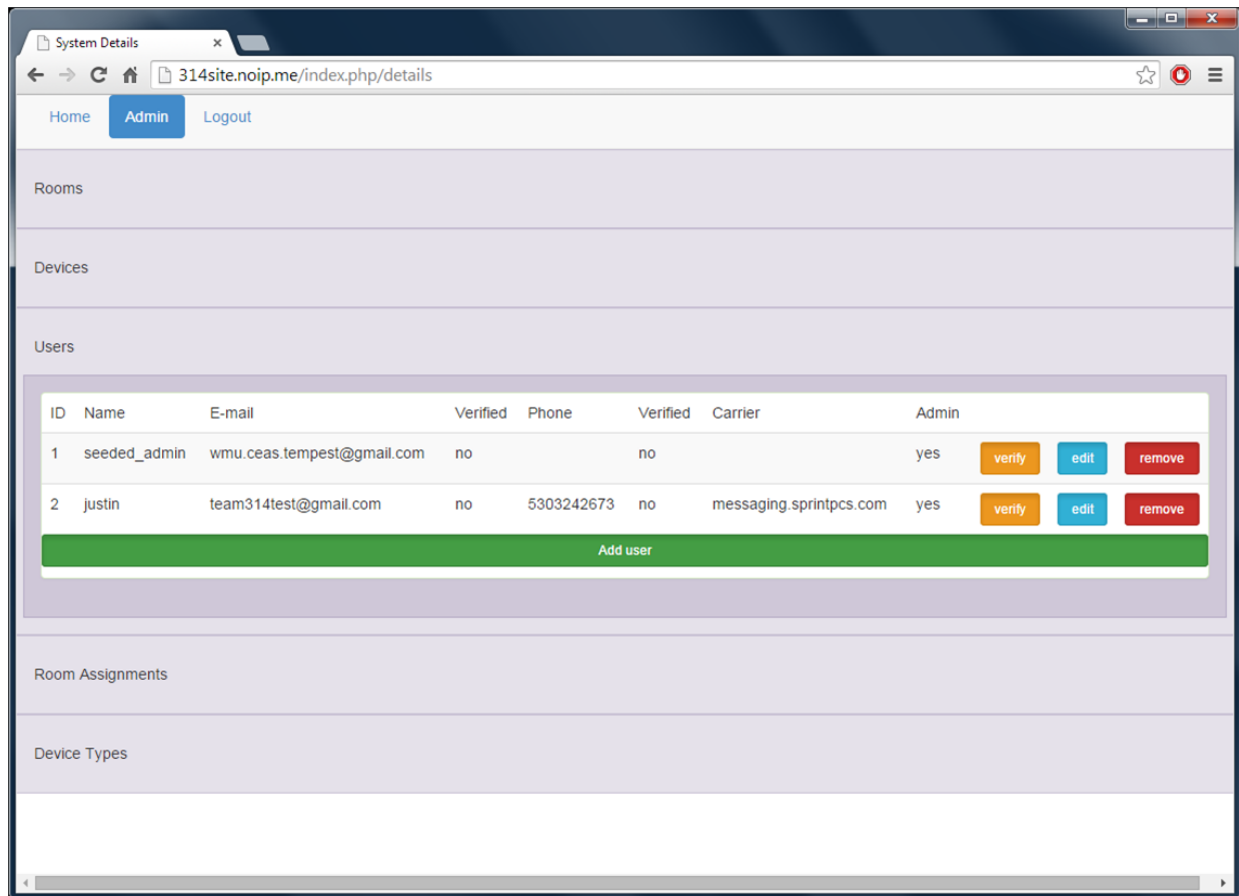 System Details
314site.noip.me/index.php/details
Home Admin Logout
Rooms
Devices
Users
ID Name E-mail Verified Phone Verified Carrier Admin
1 seeded_admin wmu.ceas.tempest@gmail.com no no yes verify edit remove
2 justin team314test@gmail.com no 5303242673 no messaging.sprintpcs.com yes verify edit remove
Add user
Room Assignments
Device Types